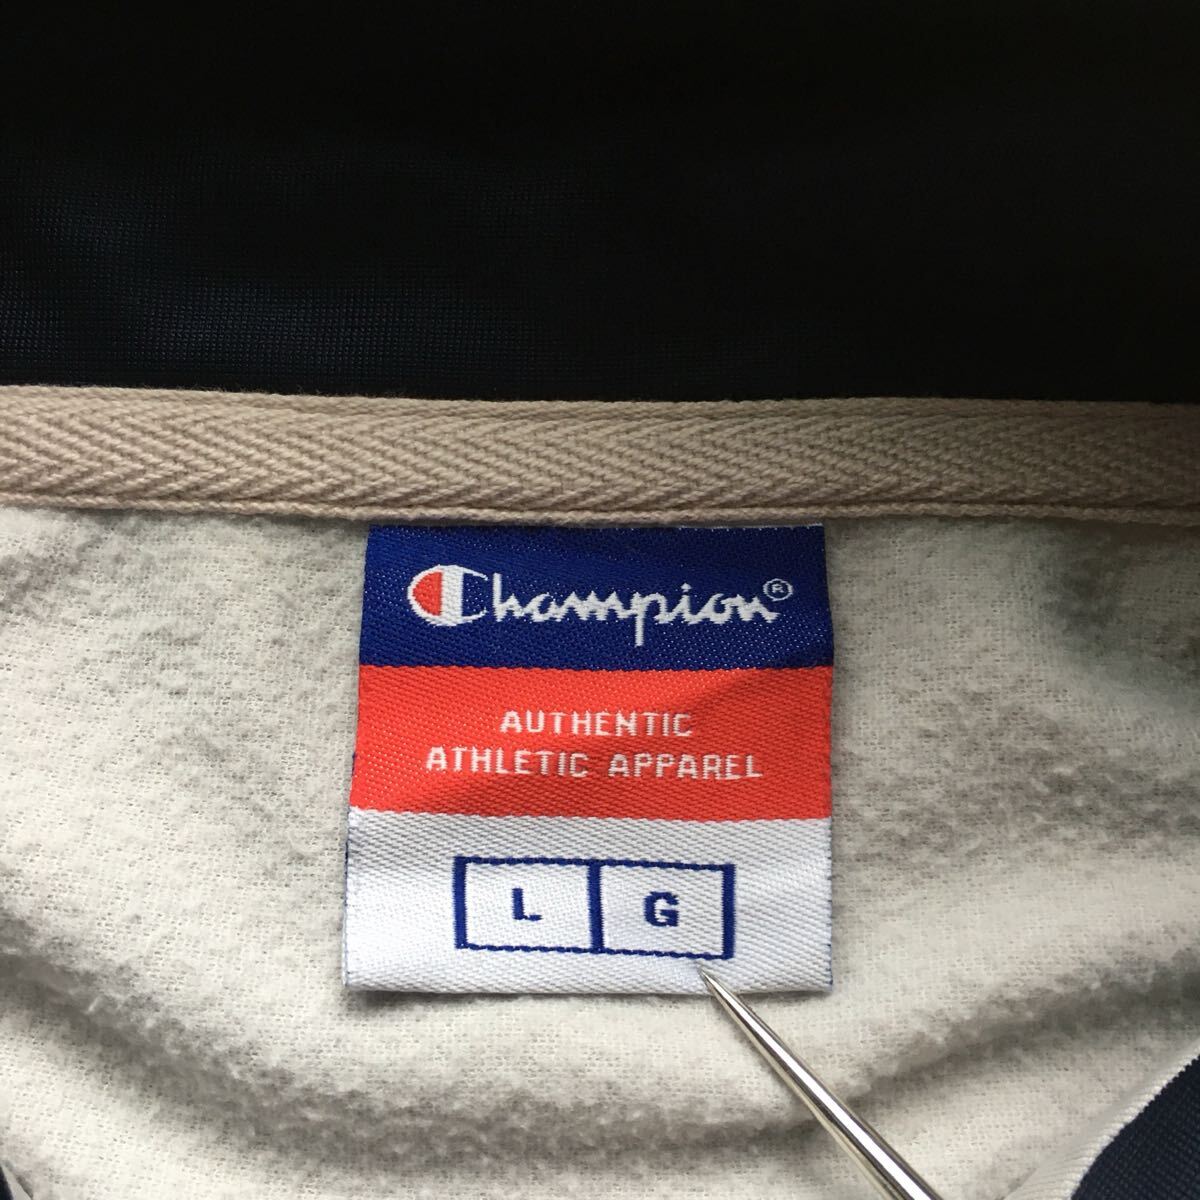 Champion®
AUTHENTIC
ATHLETIC APPAREL
L G